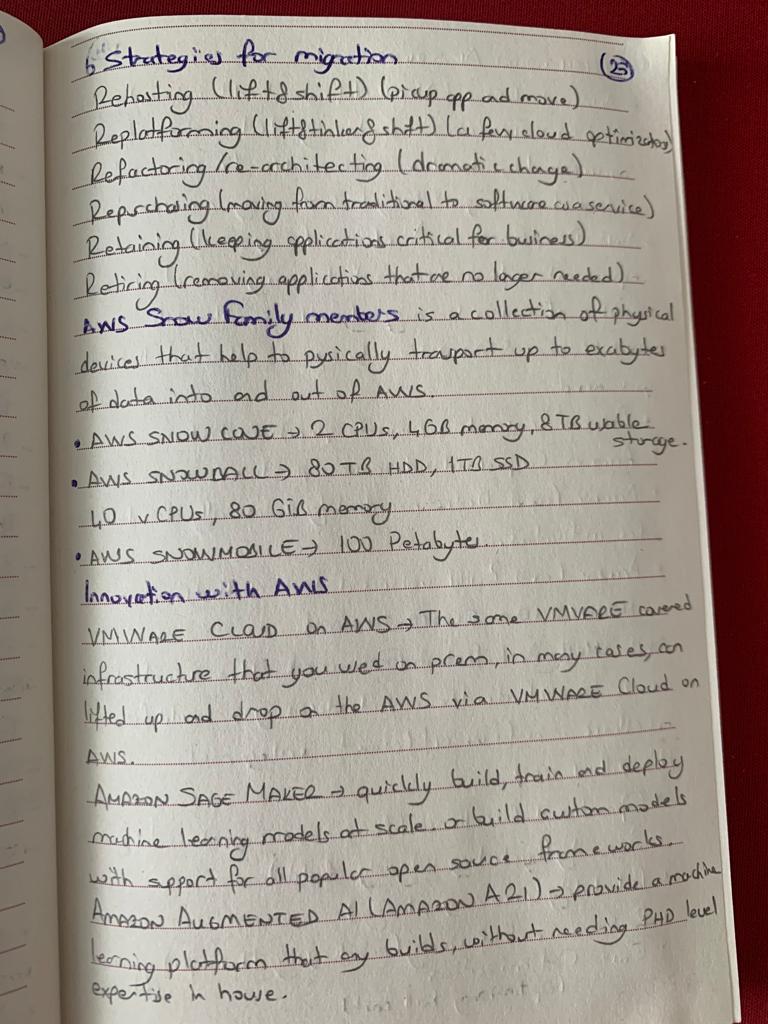 6 Strategies for migration (25)
Rehosting (lift & shift) (picup app ad move)
Replatforming (lift & tinker & shift) (a few cloud optimization)
Refactoring / re-architecting (dramatic change)
Repurchasing (moving from traditional to software as a service)
Retaining (keeping applications critical for business)
Retiring (removing applications that are no longer needed)
AWS Snow Family members is a collection of physical
devices that help to pysically transport up to exabytes
of data into and out of AWS.
• AWS SNOW CONE → 2 CPUs, 4GB memory, 8TB usable
storage.
• AWS SNOWBALL → 80 TB HDD, 1TB SSD
40 vCPUs, 80 GiB memory
• AWS SNOWMOBILE → 100 Petabyte
Innovation with AWS
VMWARE CLOUD on AWS → The same VMVARE
infrastructure that you used on prem, in many cases, can
lifted up and drop on the AWS via VMWARE Cloud on
AWS.
AMAZON SAGE MAKER → quickly build, train and deploy
machine learning models at scale. or build custom models
with support for all popular open source frameworks.
AMAZON AUGMENTED AI (AMAZON A2I) → provide a machine
learning platform that any builds, without needing PHD level
expertise in house.